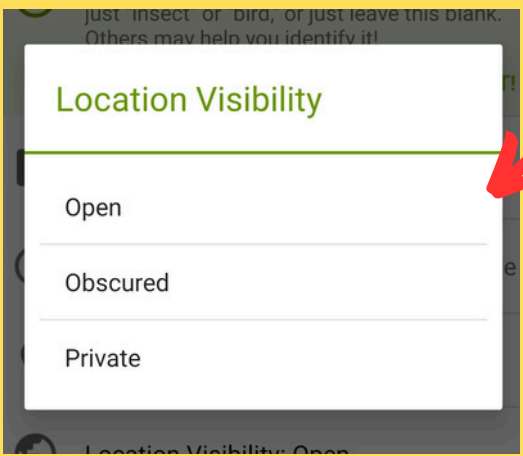 just "insect" or "bird," or just leave this blank.
Others may help you identify it!
T!
Location Visibility
Open
e
Obscured
Private
Location Visibility: Open